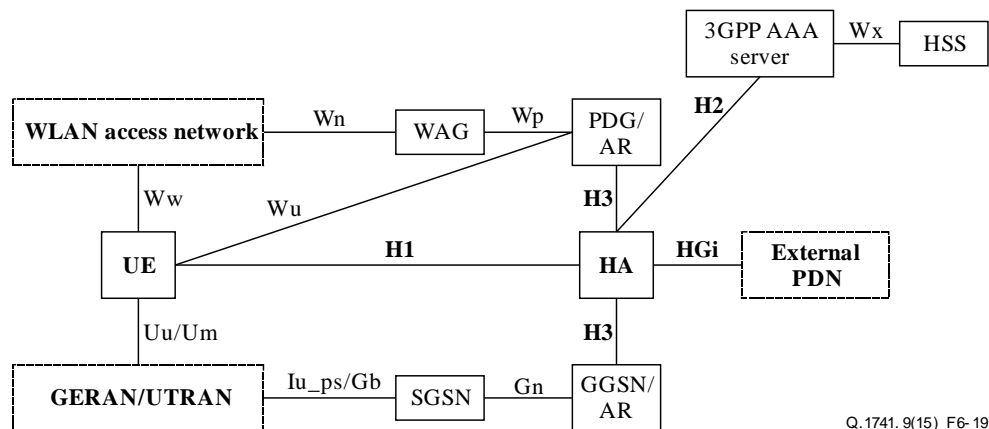 3GPP AAA
server
Wx
HSS
H2
WLAN access network
Wn
WAG
Wp
PDG/
AR
Ww
Wu
H3
UE
H1
HA
HGi
External
PDN
Uu/Um
H3
GERAN/UTRAN
Iu_ps/Gb
SGSN
Gn
GGSN/
AR
Q.1741.9(15)_F6-19